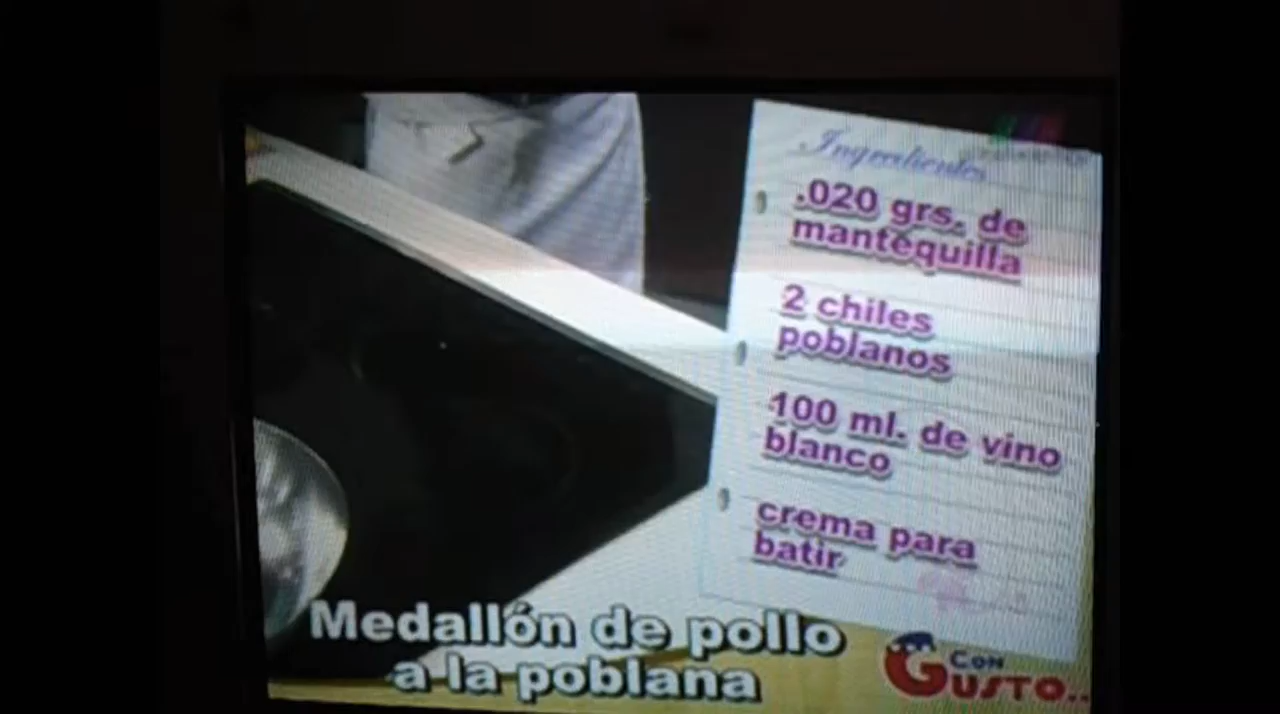 Ingredientes
.020 grs. de
mantequilla
2 chiles
poblanos
100 ml. de vino
blanco
crema para
batir
Medallón de pollo
a la poblana
CON
GUSTO..